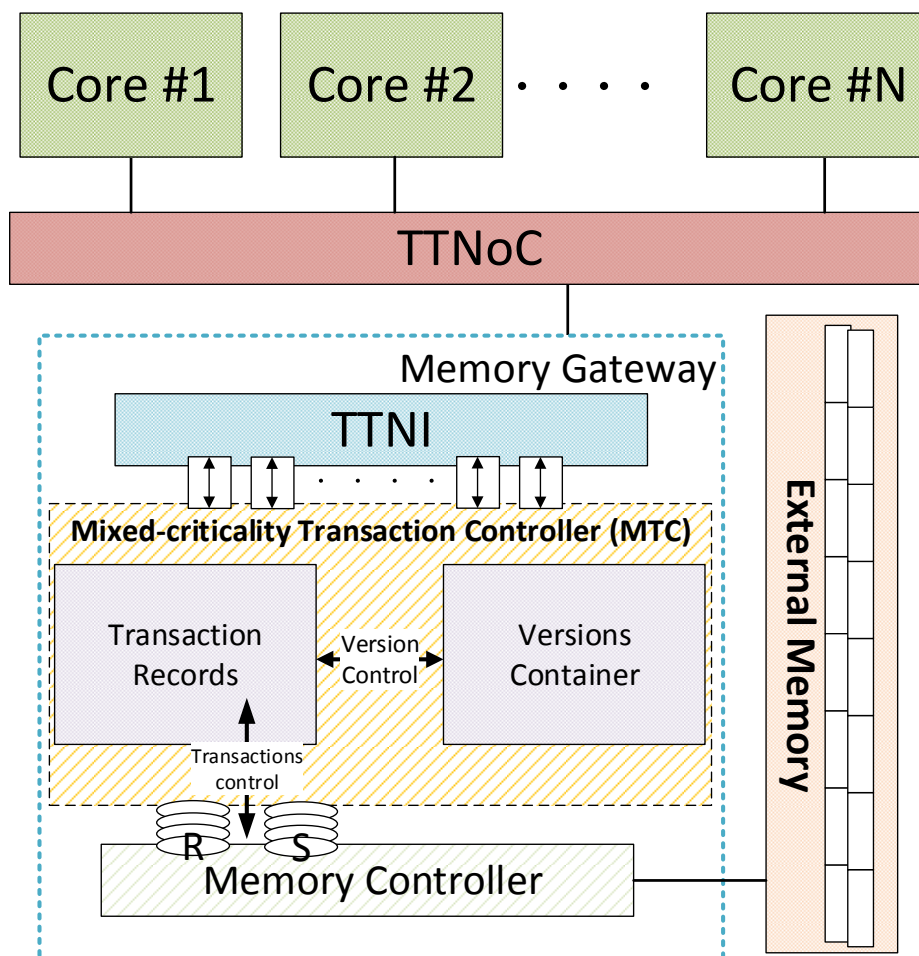 Core #1
Core #2
Core #N
TTNoC
Memory Gateway
TTNI
Mixed-criticality Transaction Controller (MTC)
Transaction
Records
Version
Control
Versions
Container
Transactions
control
R
S
Memory Controller
External Memory